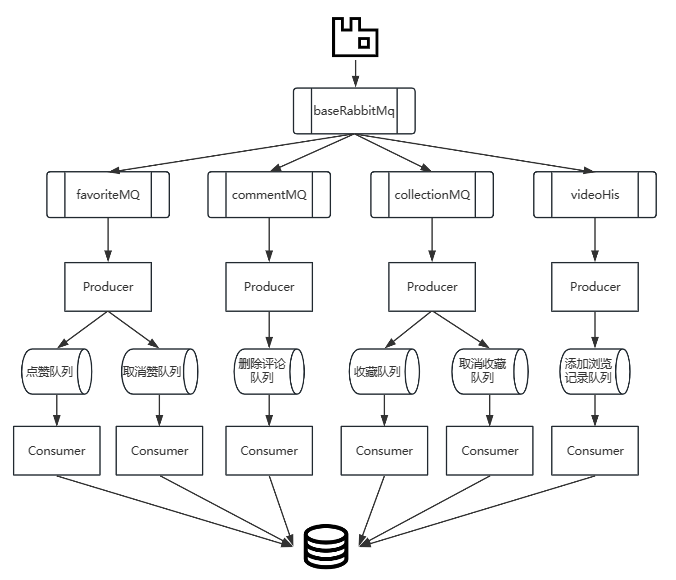 baseRabbitMq
favoriteMQ
commentMQ
collectionMQ
videoHis
Producer
Producer
Producer
Producer
点赞队列
取消赞队列
删除评论
队列
收藏队列
取消收藏
队列
添加浏览
记录队列
Consumer
Consumer
Consumer
Consumer
Consumer
Consumer